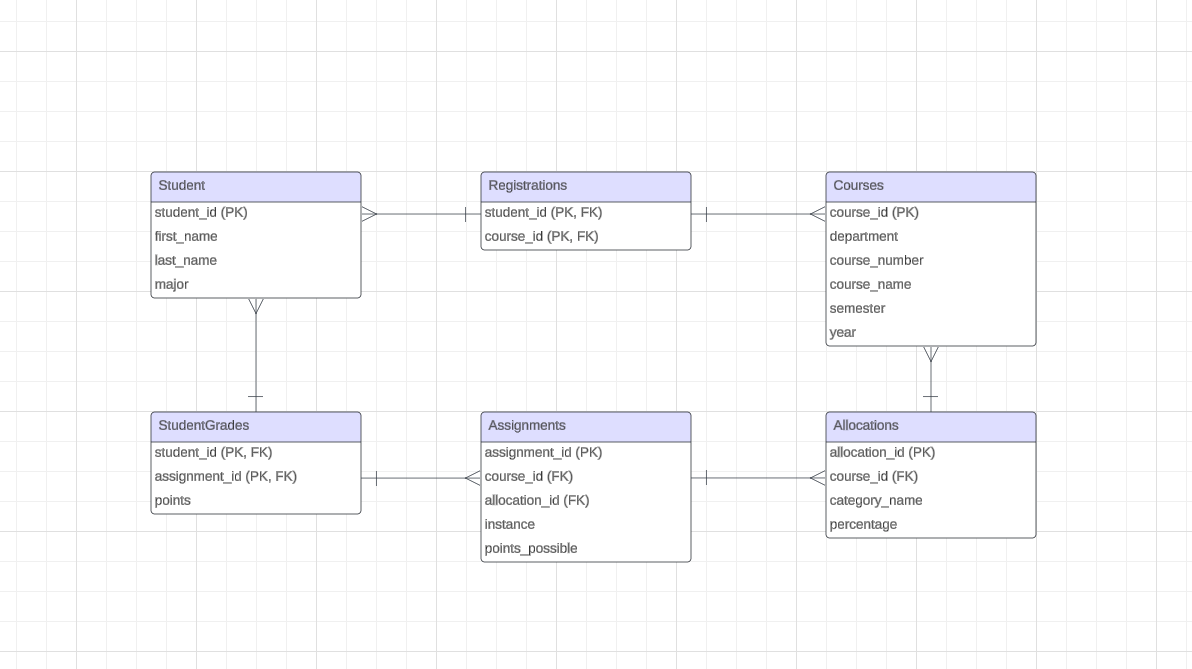 Student
student_id (PK)
first_name
last_name
major
Registrations
student_id (PK, FK)
course_id (PK, FK)
Courses
course_id (PK)
department
course_number
course_name
semester
year
StudentGrades
student_id (PK, FK)
assignment_id (PK, FK)
points
Assignments
assignment_id (PK)
course_id (FK)
allocation_id (FK)
instance
points_possible
Allocations
allocation_id (PK)
course_id (FK)
category_name
percentage